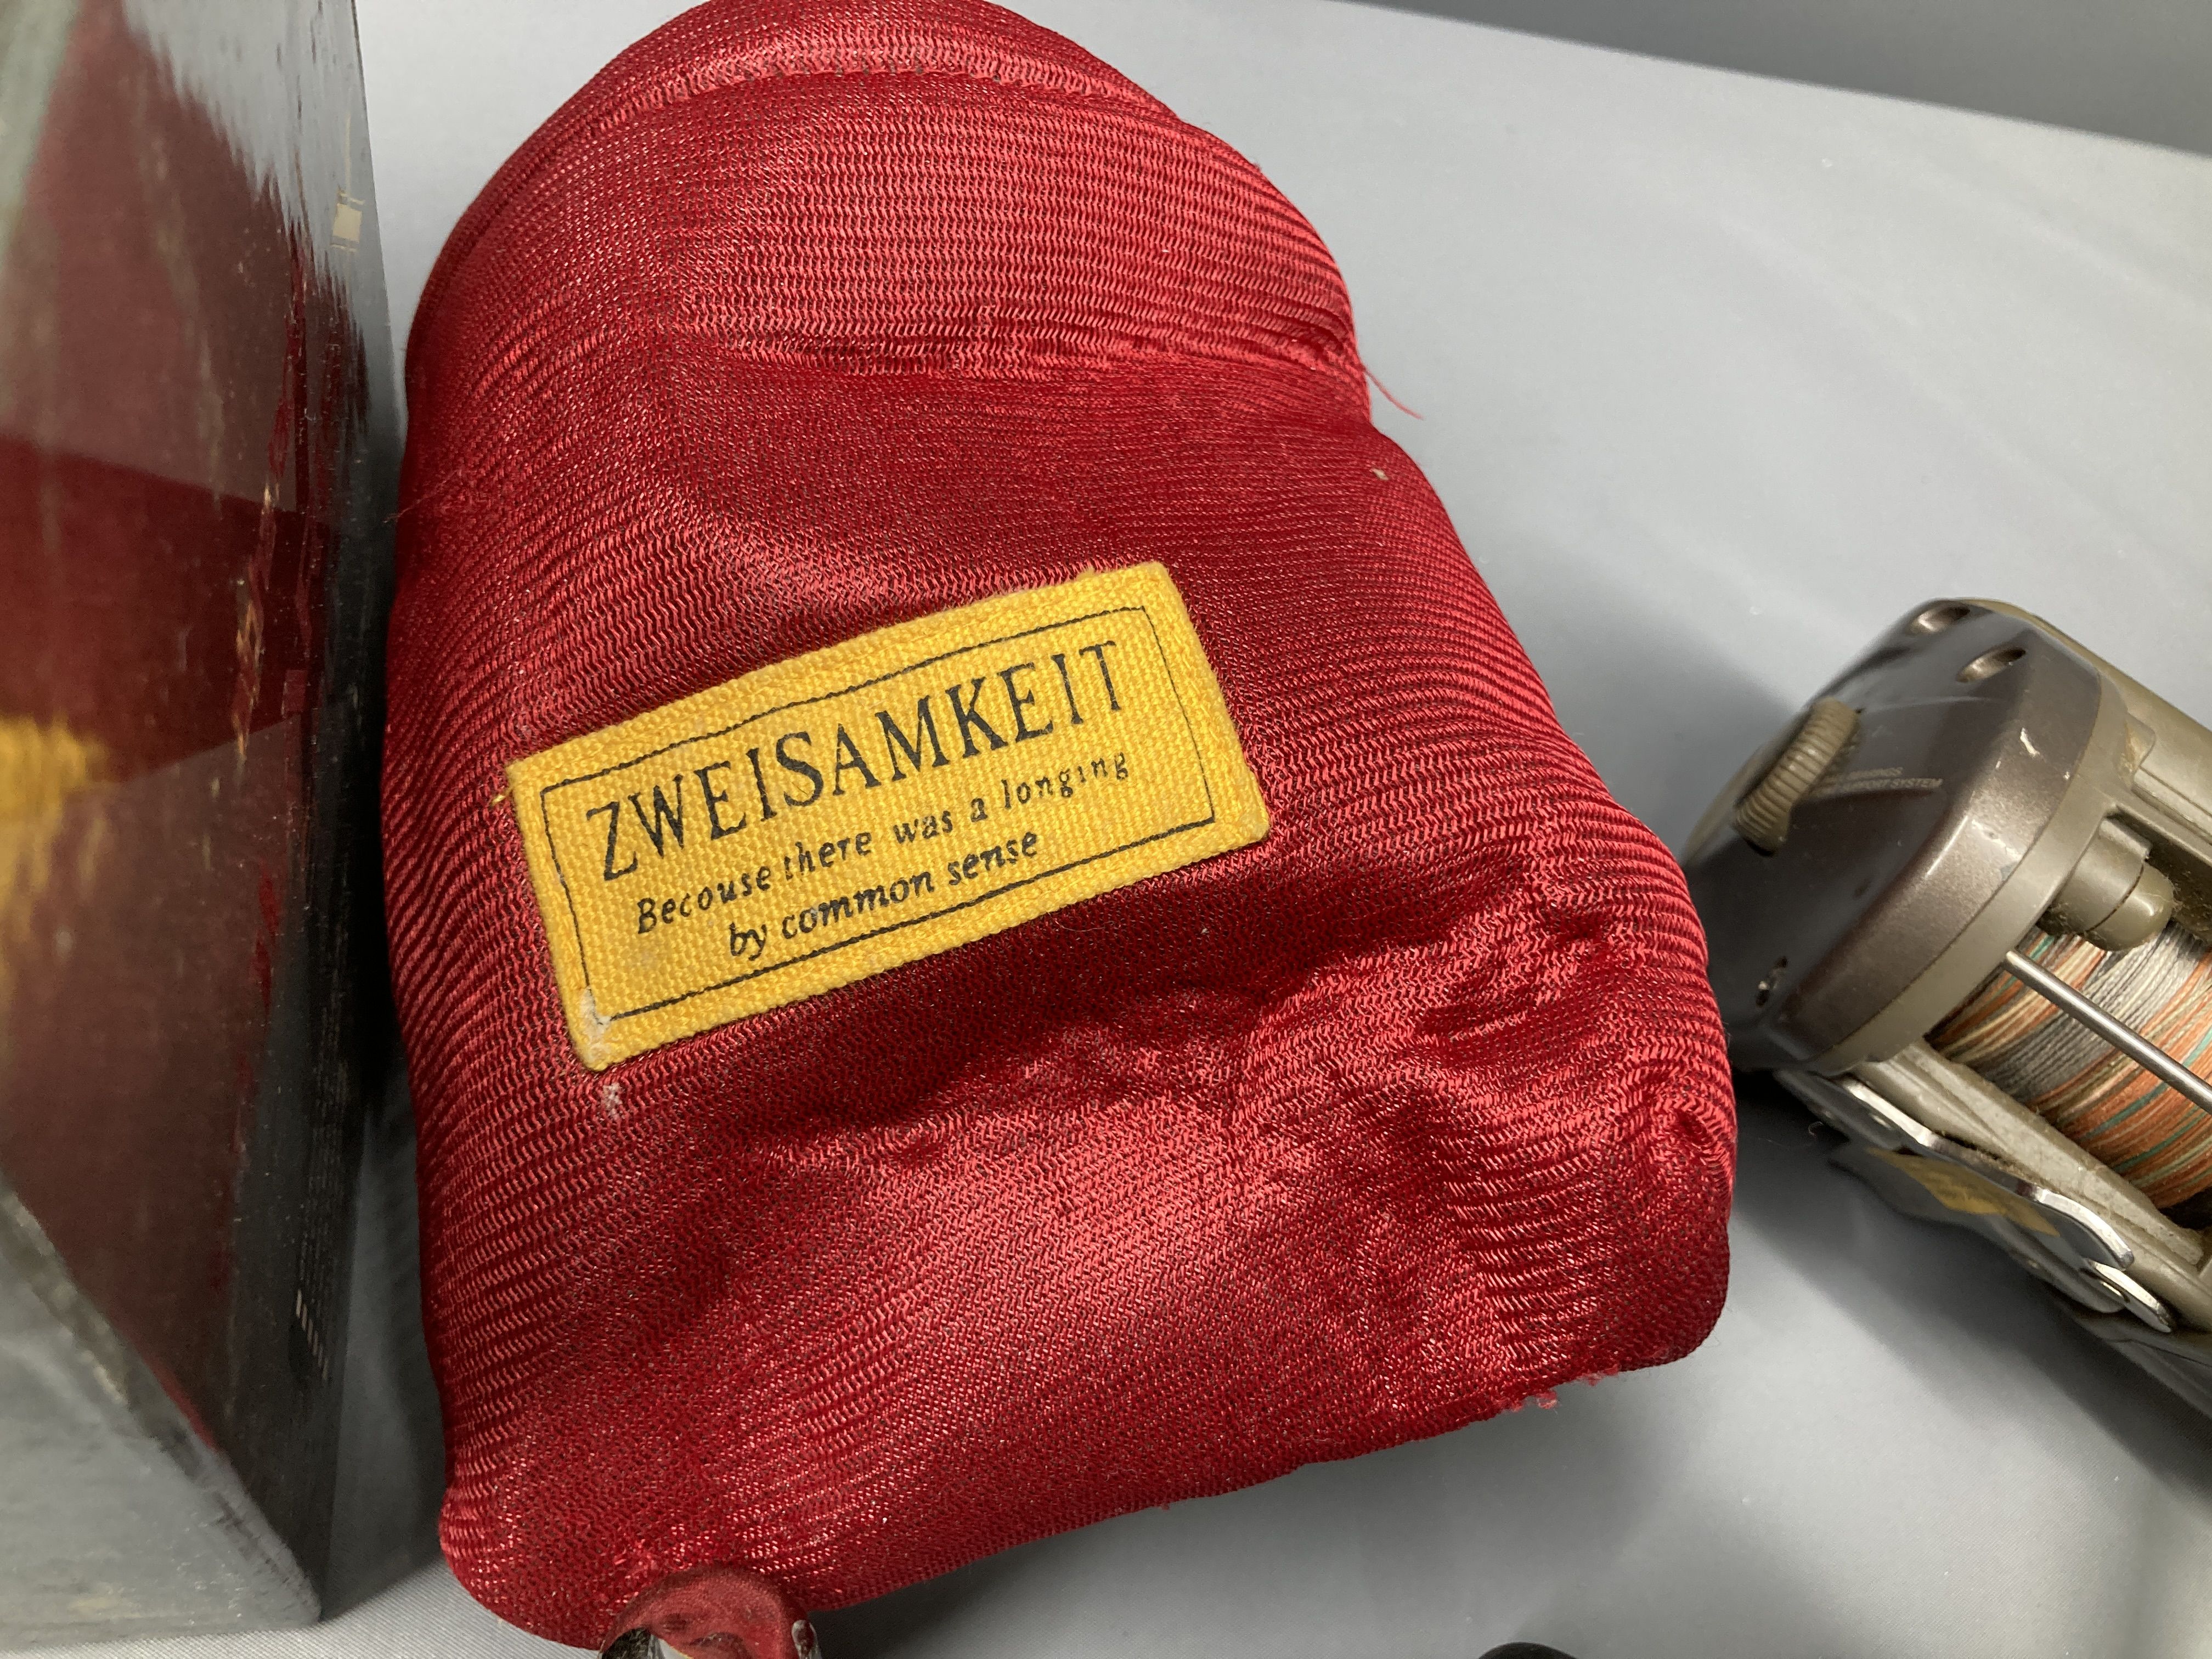 ZWEISAMKEIT
Becouse there was a longing
by common sense